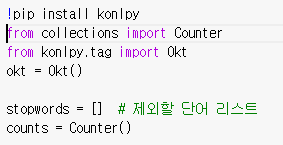 !pip install konlpy
from collections import Counter
from konlpy.tag import Okt
okt = Okt()

stopwords = []  # 제외할 단어 리스트
counts = Counter()